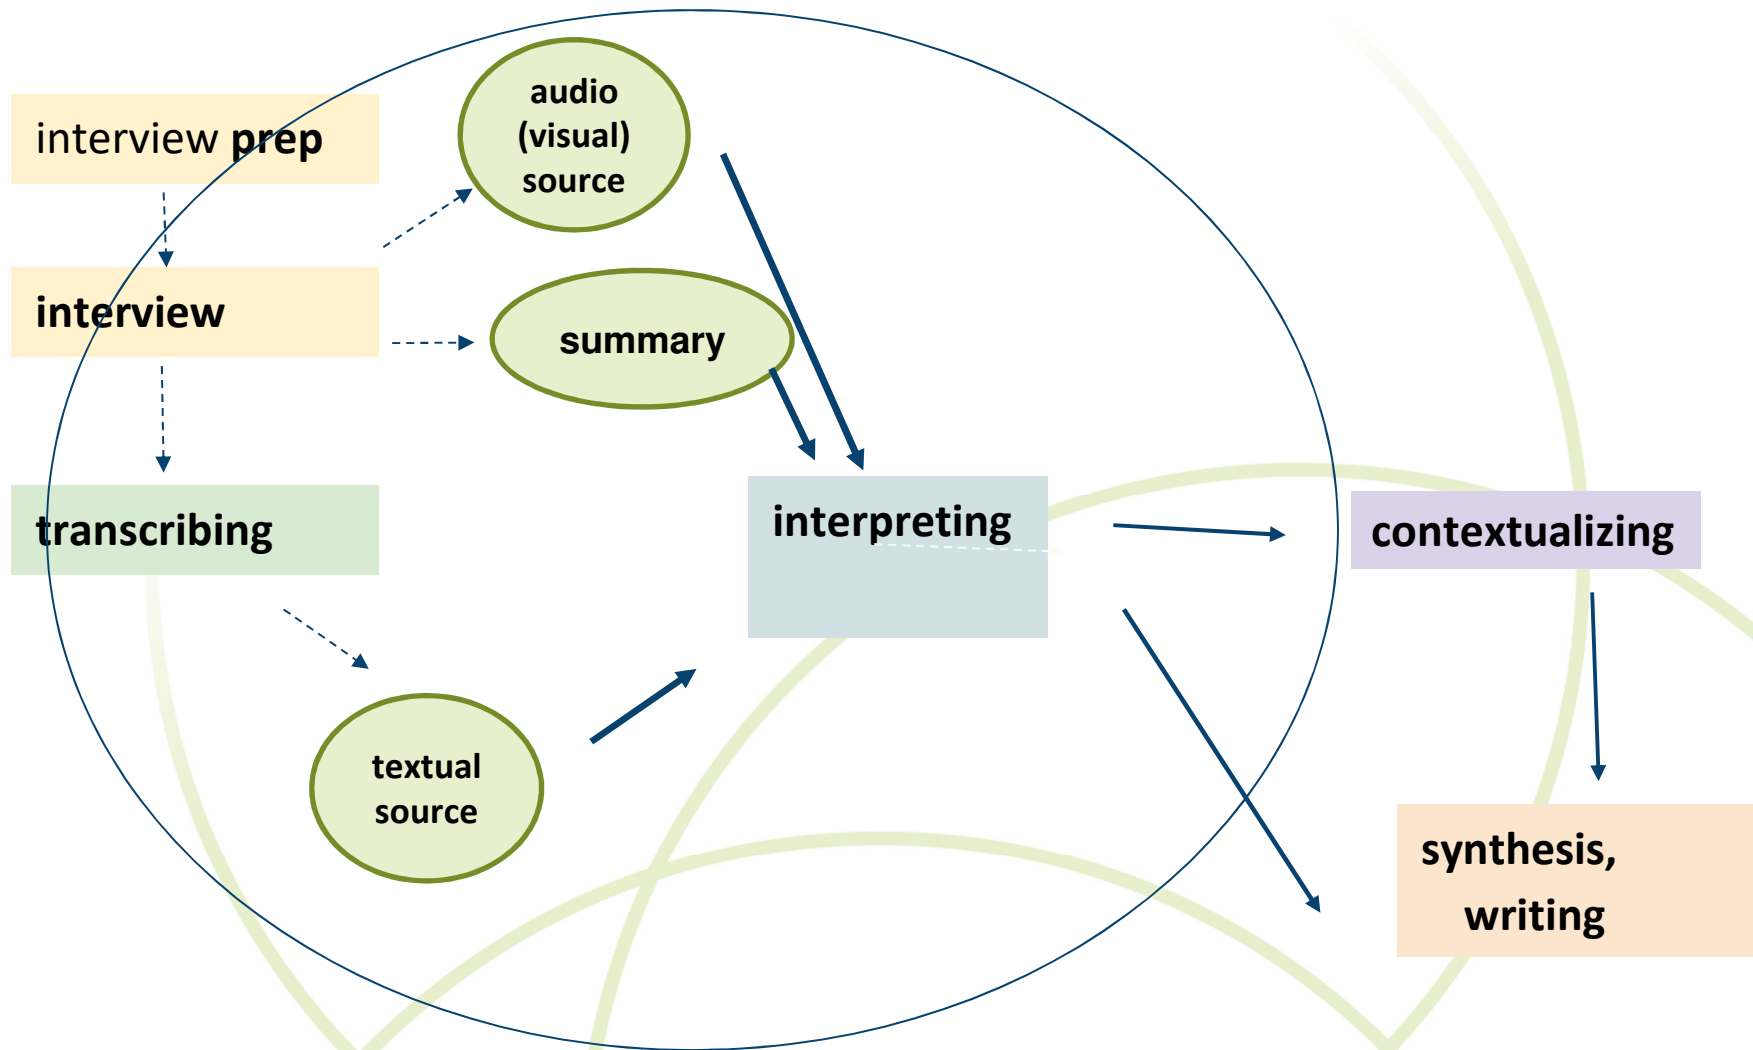 interview prep
audio
(visual)
source
interview
summary
transcribing
interpreting
contextualizing
textual
source
synthesis,
writing